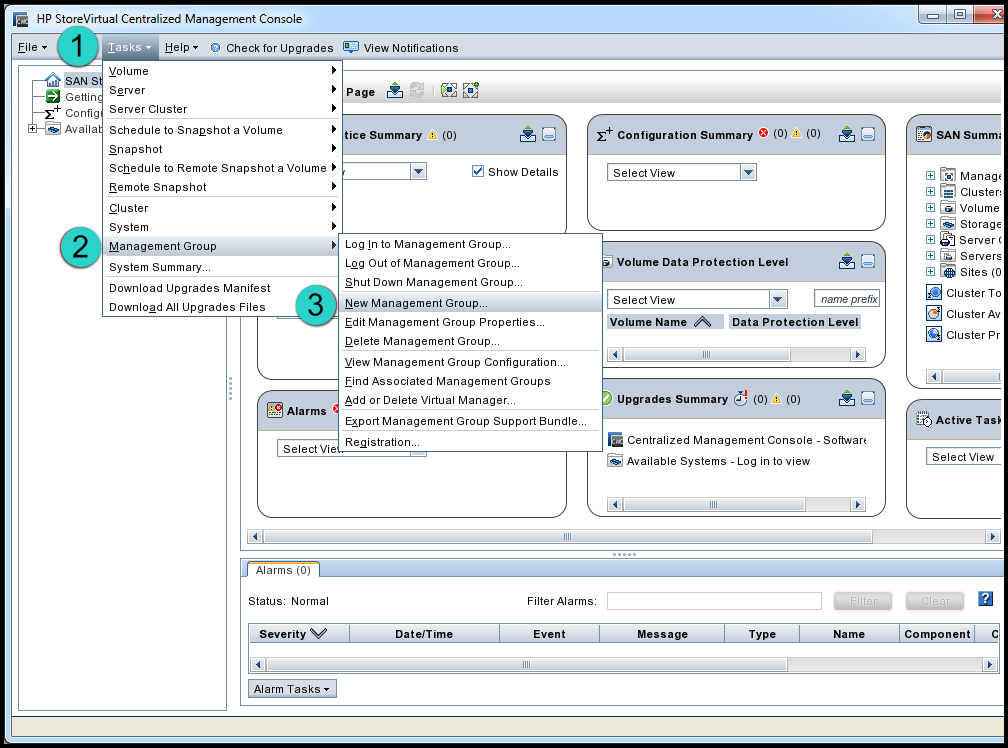 CMC HP StoreVirtual Centralized Management Console
File 1 Tasks Help ? Check for Upgrades View Notifications
Volume
Server
Server Cluster
Schedule to Snapshot a Volume
Snapshot
Schedule to Remote Snapshot a Volume
Remote Snapshot
Cluster
System
2 Management Group
System Summary...
Download Upgrades Manifest
Download All Upgrades Files
Log In to Management Group...
Log Out of Management Group...
Shut Down Management Group...
3 New Management Group...
Edit Management Group Properties...
Delete Management Group...
View Management Group Configuration...
Find Associated Management Groups
Add or Delete Virtual Manager...
Export Management Group Support Bundle...
Registration...
SAN St
Getting
Configu
Availab
Page
tice Summary (0)
Show Details
Σ+ Configuration Summary (0) (0)
Select View
SAN Summa
Manage
Clusters
Volume
Storage
Server C
Servers
Sites (0
Cluster To
Cluster Av
Cluster Pr
Volume Data Protection Level
Select View name prefix
Volume Name Data Protection Level
Alarms
Select View
Upgrades Summary (0) (0)
CMC Centralized Management Console - Software
Available Systems - Log in to view
Active Task
Select View
Alarms (0)
Status: Normal Filter Alarms: Filter Clear ?
Severity Date/Time Event Message Type Name Component C
Alarm Tasks